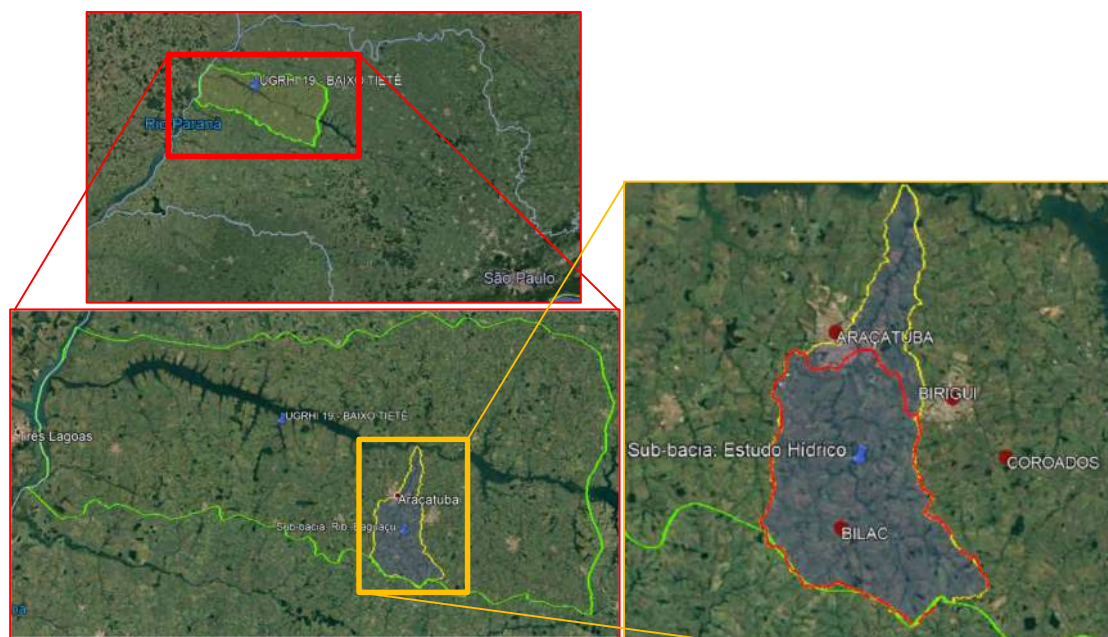 UGRHI 19 - BAIXO TIETÊ
Rio Paraná
São Paulo
UGRHI 19 - BAIXO TIETÊ
Três Lagoas
Araçatuba
Sub-bacia: Rib. Baguaçu
ARAÇATUBA
BIRIGUI
Sub-bacia: Estudo Hídrico
COROADOS
BILAC